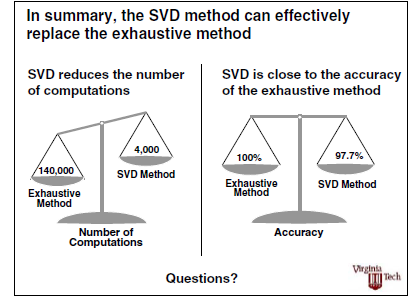 In summary, the SVD method can effectively
replace the exhaustive method
SVD reduces the number
of computations
140,000
Exhaustive
Method
4,000
SVD Method
Number of
Computations
SVD is close to the accuracy
of the exhaustive method
100%
Exhaustive
Method
97.7%
SVD Method
Accuracy
Questions?
Virginia
Tech